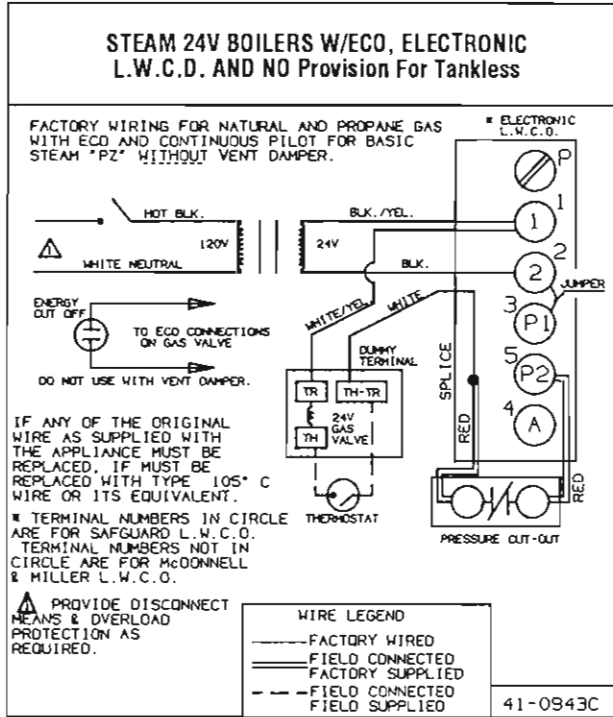 STEAM 24V BOILERS W/ECO, ELECTRONIC
L.W.C.D. AND NO Provision For Tankless
FACTORY WIRING FOR NATURAL AND PROPANE GAS
WITH ECO AND CONTINUOUS PILOT FOR BASIC
STEAM "PZ" WITHOUT VENT DAMPER.
* ELECTRONIC
L.W.C.O.
P
HOT BLK.
BLK./YEL.
1
1
120V
24V
WHITE NEUTRAL
BLK.
2
2
JUMPER
ENERGY
CUT OFF
TO ECO CONNECTIONS
ON GAS VALVE
DO NOT USE WITH VENT DAMPER.
WHITE/YEL
WHITE
3
P1
DUMMY
TERMINAL
SPLICE
5
P2
TR
TH-TR
24V
GAS
VALVE
TH
RED
4
A
RED
THERMOSTAT
PRESSURE CUT-OUT
IF ANY OF THE ORIGINAL
WIRE AS SUPPLIED WITH
THE APPLIANCE MUST BE
REPLACED, IF MUST BE
REPLACED WITH TYPE 105° C
WIRE OR ITS EQUIVALENT.
* TERMINAL NUMBERS IN CIRCLE
ARE FOR SAFGUARD L.W.C.O.
TERMINAL NUMBERS NOT IN
CIRCLE ARE FOR McDONNELL
& MILLER L.W.C.O.
PROVIDE DISCONNECT
MEANS & OVERLOAD
PROTECTION AS
REQUIRED.
WIRE LEGEND
FACTORY WIRED
FIELD CONNECTED
FACTORY SUPPLIED
FIELD CONNECTED
FIELD SUPPLIED
41-0943C